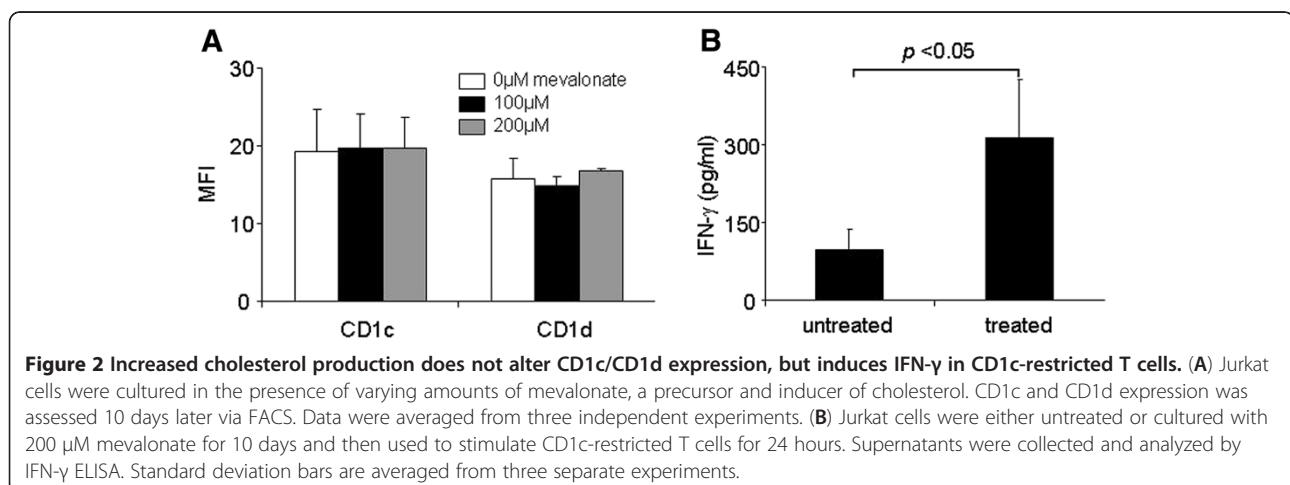 A
B
30
20
10
0
MFI
0µM mevalonate
100µM
200µM
CD1c
CD1d
p <0.05
450
300
150
0
IFN-γ (pg/ml)
untreated
treated
Figure 2 Increased cholesterol production does not alter CD1c/CD1d expression, but induces IFN-γ in CD1c-restricted T cells. (A) Jurkat
cells were cultured in the presence of varying amounts of mevalonate, a precursor and inducer of cholesterol. CD1c and CD1d expression was
assessed 10 days later via FACS. Data were averaged from three independent experiments. (B) Jurkat cells were either untreated or cultured with
200 µM mevalonate for 10 days and then used to stimulate CD1c-restricted T cells for 24 hours. Supernatants were collected and analyzed by
IFN-γ ELISA. Standard deviation bars are averaged from three separate experiments.